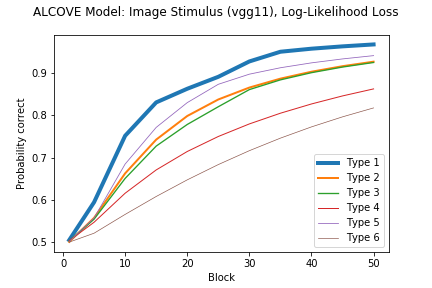 ALCOVE Model: Image Stimulus (vgg11), Log-Likelihood Loss
Probability correct
0.9
0.8
0.7
0.6
0.5
0
10
20
30
40
50
Block
Type 1
Type 2
Type 3
Type 4
Type 5
Type 6